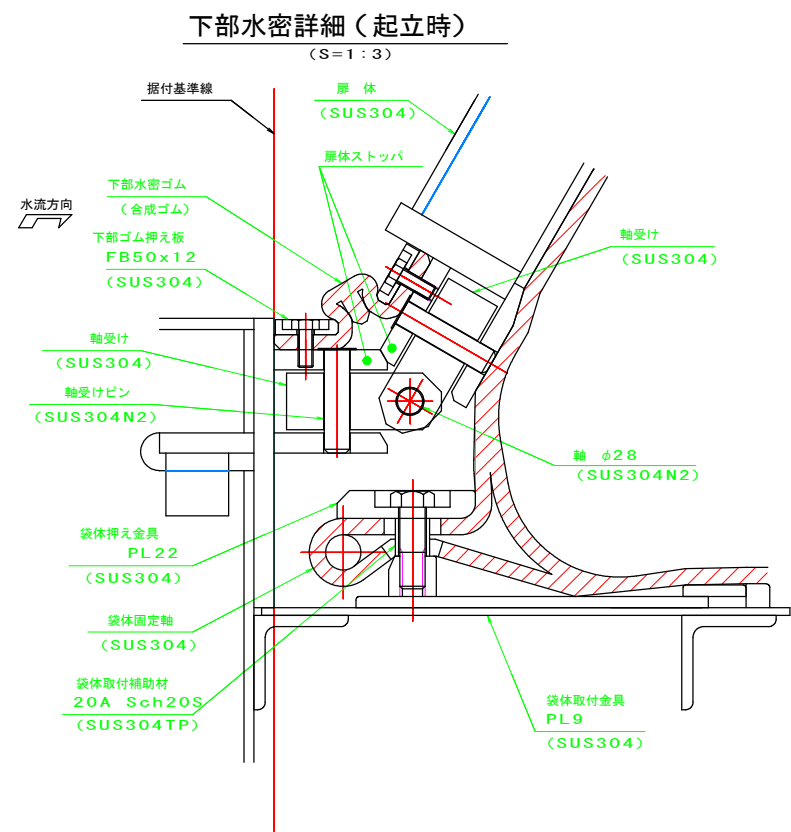 下部水密詳細(起立時)
(S=1:3)
据付基準線
扉 体
(SUS304)
扉体ストッパ
下部水密ゴム
(合成ゴム)
水流方向
下部ゴム押え板
FB50x12
(SUS304)
軸受け
(SUS304)
軸受け
(SUS304)
軸受けピン
(SUS304N2)
軸 φ28
(SUS304N2)
袋体押え金具
PL22
(SUS304)
袋体固定軸
(SUS304)
袋体取付補助材
20A Sch20S
(SUS304TP)
袋体取付金具
PL9
(SUS304)